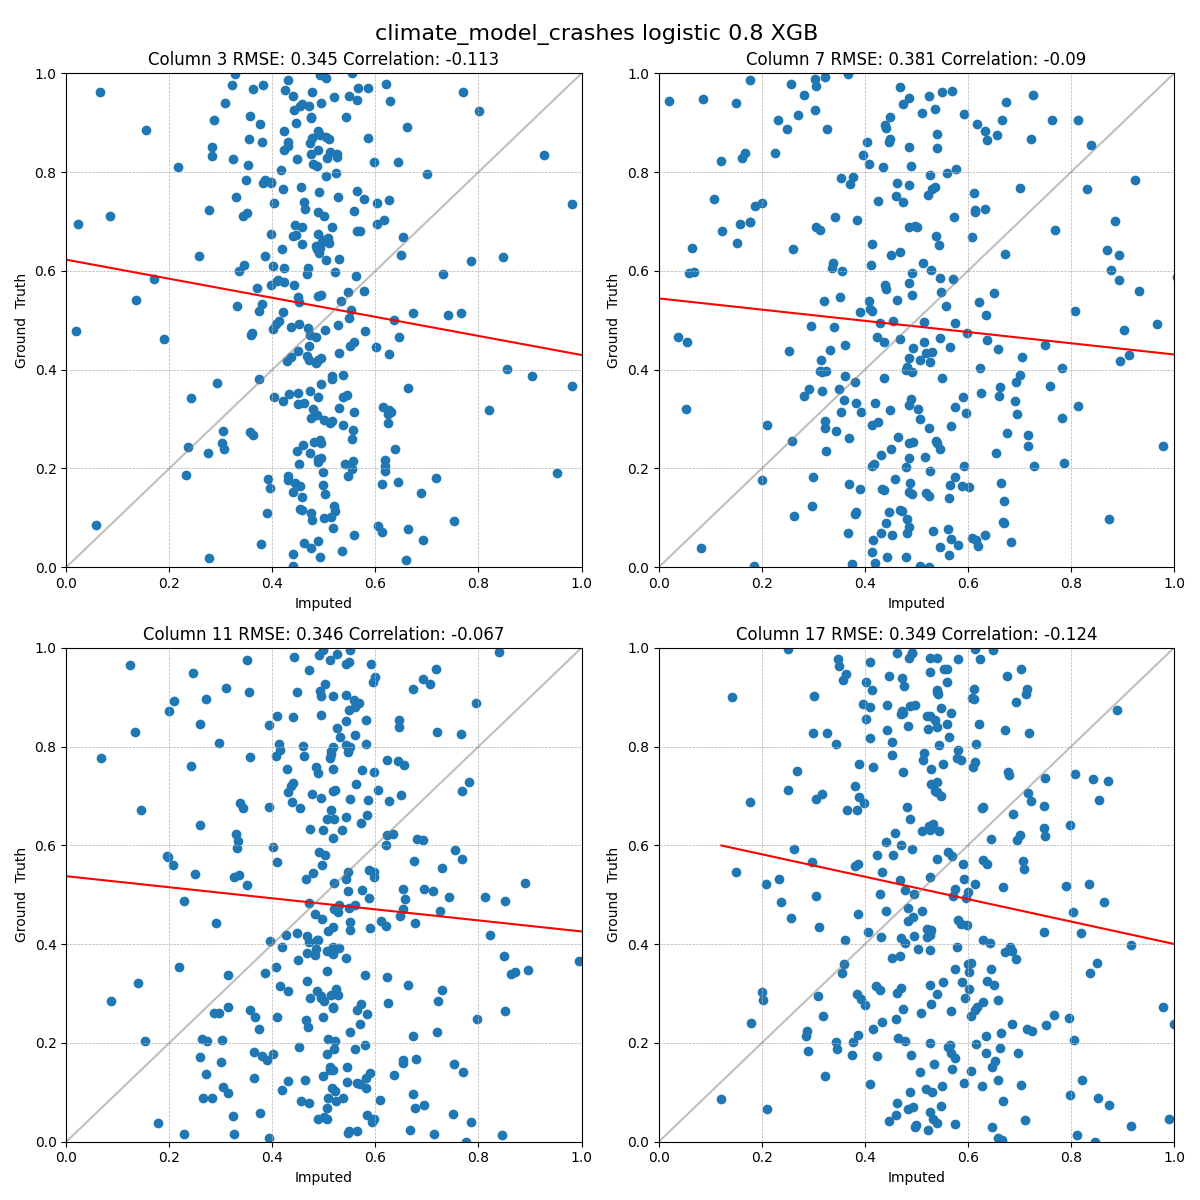 climate_model_crashes logistic 0.8 XGB
Column 3 RMSE: 0.345 Correlation: -0.113
Column 7 RMSE: 0.381 Correlation: -0.09
1.0
0.8
0.6
0.4
0.2
0.0
Ground Truth
0.0 0.2 0.4 0.6 0.8 1.0
Imputed
1.0
0.8
0.6
0.4
0.2
0.0
Ground Truth
0.0 0.2 0.4 0.6 0.8 1.0
Imputed
Column 11 RMSE: 0.346 Correlation: -0.067
Column 17 RMSE: 0.349 Correlation: -0.124
1.0
0.8
0.6
0.4
0.2
0.0
Ground Truth
0.0 0.2 0.4 0.6 0.8 1.0
Imputed
1.0
0.8
0.6
0.4
0.2
0.0
Ground Truth
0.0 0.2 0.4 0.6 0.8 1.0
Imputed